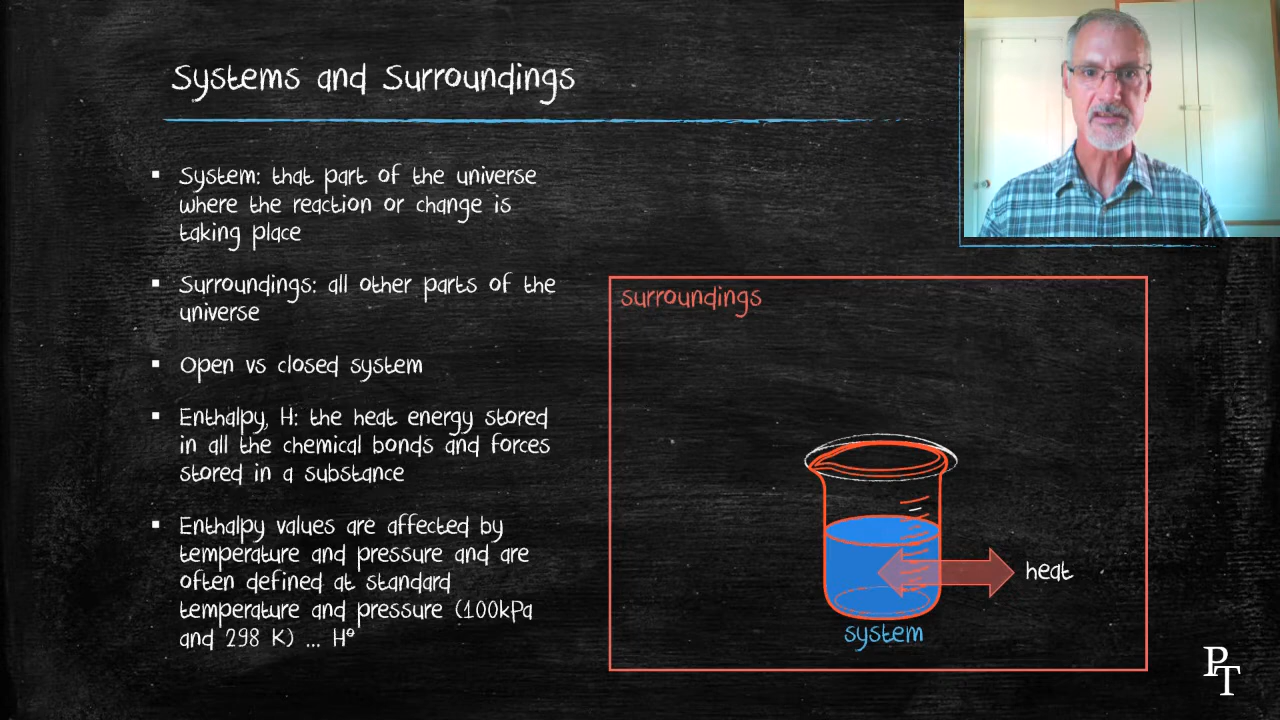 Systems and Surroundings
▪ System: that part of the universe
where the reaction or change is
taking place
▪ Surroundings: all other parts of the
universe
▪ Open vs closed system
▪ Enthalpy, H: the heat energy stored
in all the chemical bonds and forces
stored in a substance
▪ Enthalpy values are affected by
temperature and pressure and are
often defined at standard
temperature and pressure (100kPa
and 298 K) ... Hº
surroundings
heat
system
PT